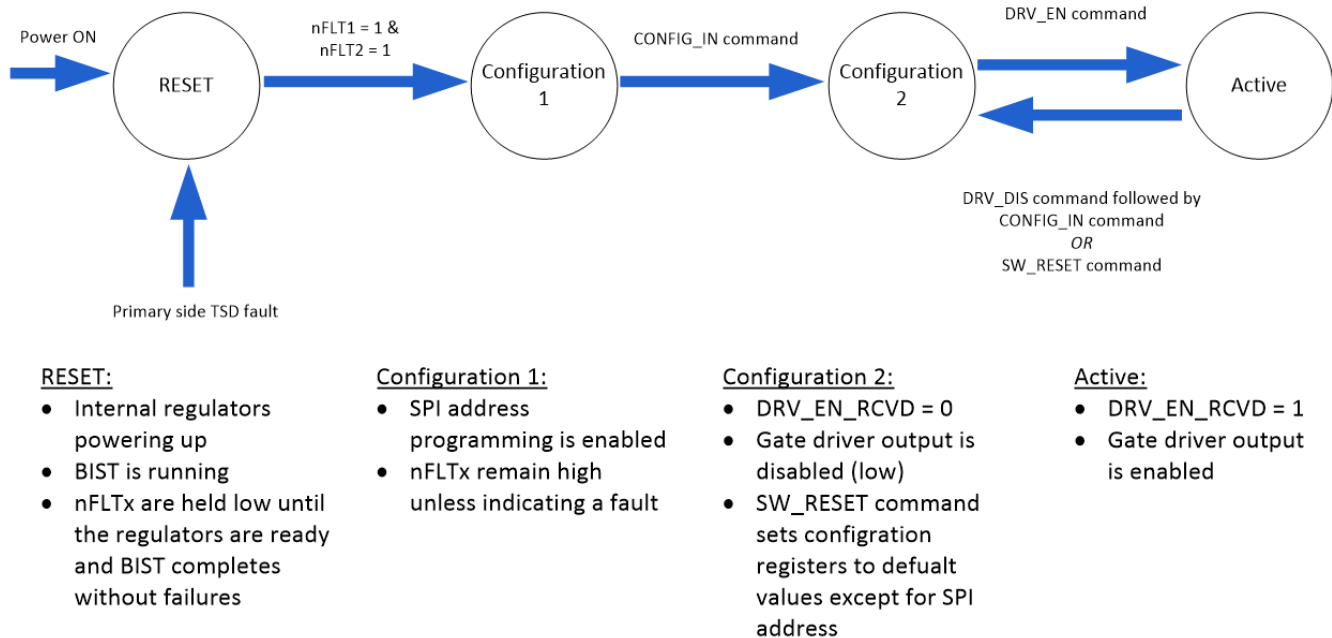 Power ON
RESET
nFLT1 = 1 &
nFLT2 = 1
Configuration
1
CONFIG_IN command
Configuration
2
DRV_EN command
Active
DRV_DIS command followed by
CONFIG_IN command
OR
SW_RESET command
Primary side TSD fault
RESET:
• Internal regulators
powering up
• BIST is running
• nFLTx are held low until
the regulators are ready
and BIST completes
without failures
Configuration 1:
• SPI address
programming is enabled
• nFLTx remain high
unless indicating a fault
Configuration 2:
• DRV_EN_RCVD = 0
• Gate driver output is
disabled (low)
• SW_RESET command
sets configration
registers to defualt
values except for SPI
address
Active:
• DRV_EN_RCVD = 1
• Gate driver output
is enabled